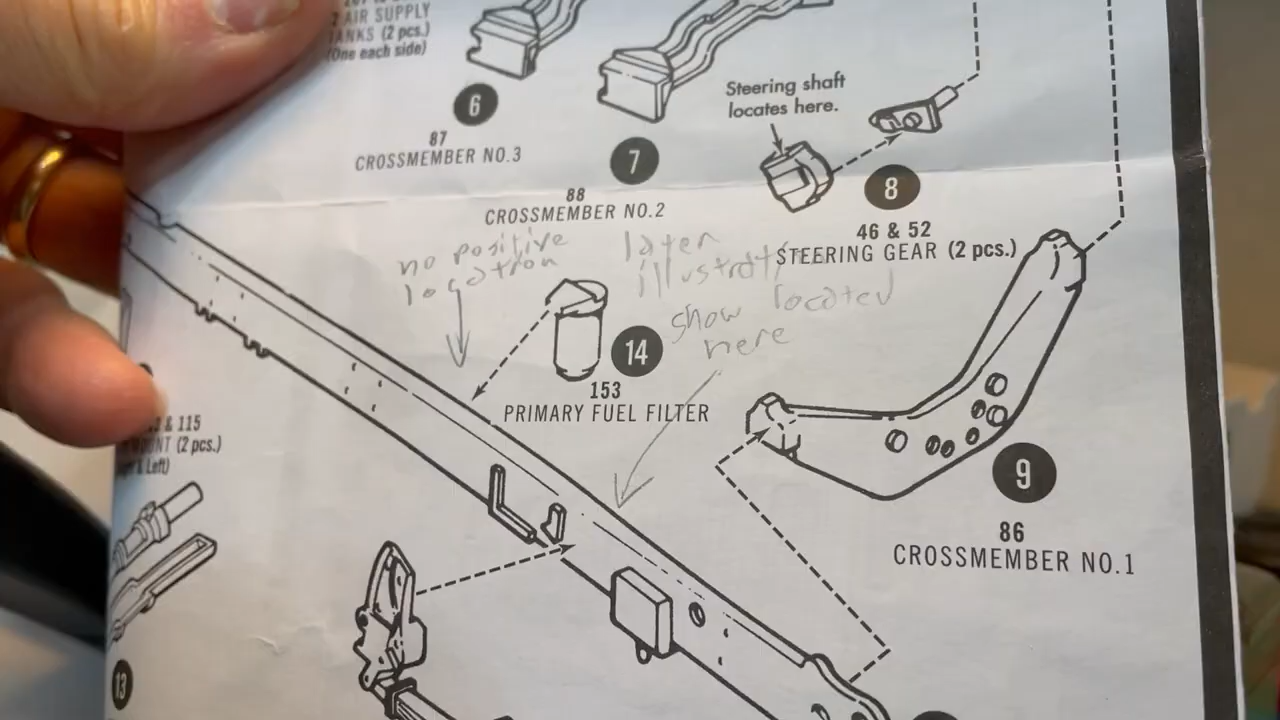 AIR SUPPLY
TANKS (2 pcs.)
(One each side)
6
87
CROSSMEMBER NO.3
7
88
CROSSMEMBER NO.2
Steering shaft
locates here.
8
46 & 52
STEERING GEAR (2 pcs.)
no positive
location
later
illustrations
show located
here
14
153
PRIMARY FUEL FILTER
9
86
CROSSMEMBER NO.1
& 115
(2 pcs.)
& Left)
13